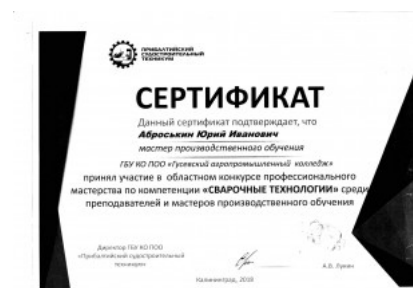 ПРИБАЛТИЙСКИЙ
СУДОСТРОИТЕЛЬНЫЙ
ТЕХНИКУМ
СЕРТИФИКАТ
Данный сертификат подтверждает, что
Аброськин Юрий Иванович
мастер производственного обучения
ГБУ КО ПОО «Гусевский агропромышленный колледж»
принял участие в областном конкурсе профессионального
мастерства по компетенции «СВАРОЧНЫЕ ТЕХНОЛОГИИ» среди
преподавателей и мастеров производственного обучения
Директор ГБУ КО ПОО
«Прибалтийский судостроительный
техникум»
А.В. Лукин
Калининград, 2018